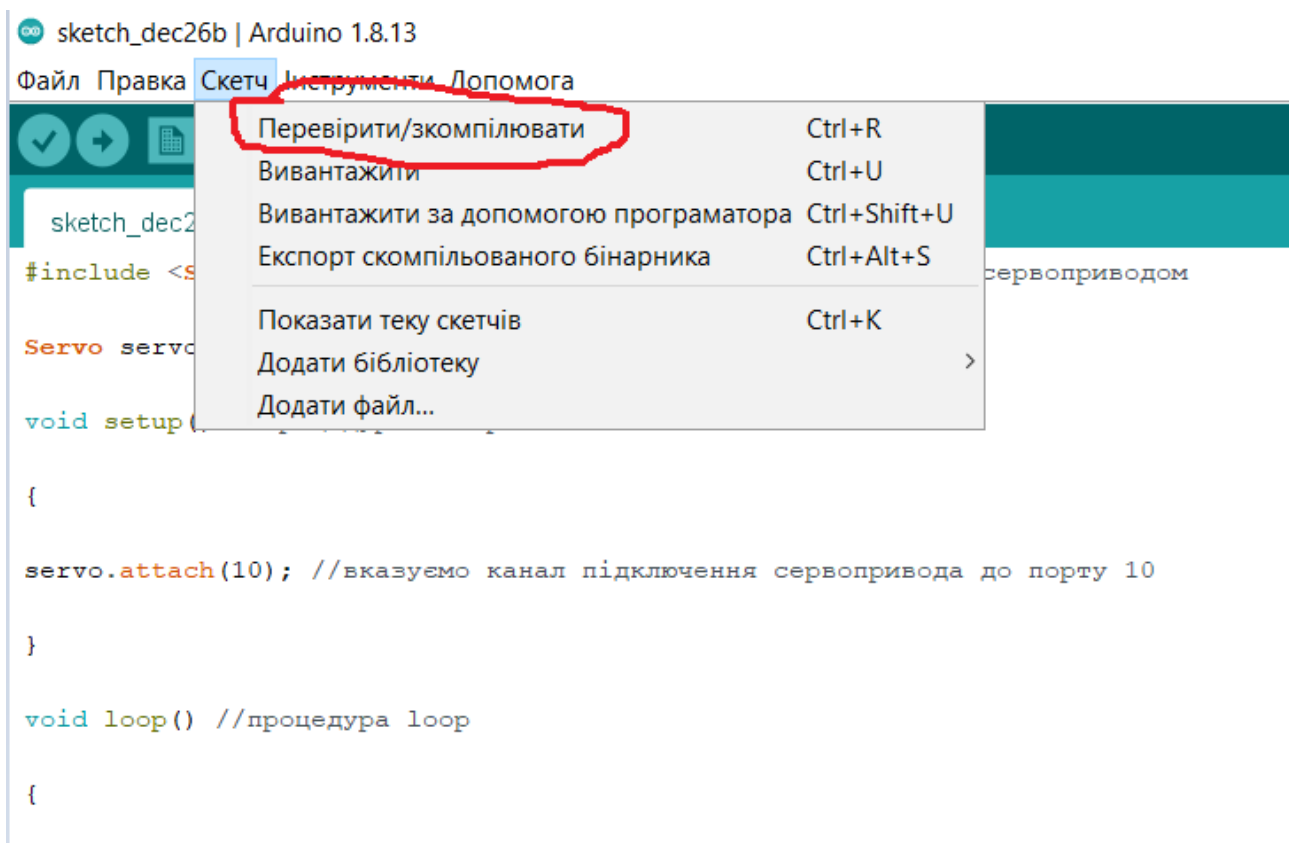 sketch_dec26b | Arduino 1.8.13
Файл Правка Скетч Інструменти Допомога
Перевірити/зкомпілювати Ctrl+R
Вивантажити Ctrl+U
Вивантажити за допомогою програматора Ctrl+Shift+U
Експорт скомпільованого бінарника Ctrl+Alt+S
Показати теку скетчів Ctrl+K
Додати бібліотеку
Додати файл...
sketch_dec2
#include <S сервоприводом
Servo servo
void setup(
{
servo.attach(10); //вказуємо канал підключення сервопривода до порту 10
}
void loop() //процедура loop
{